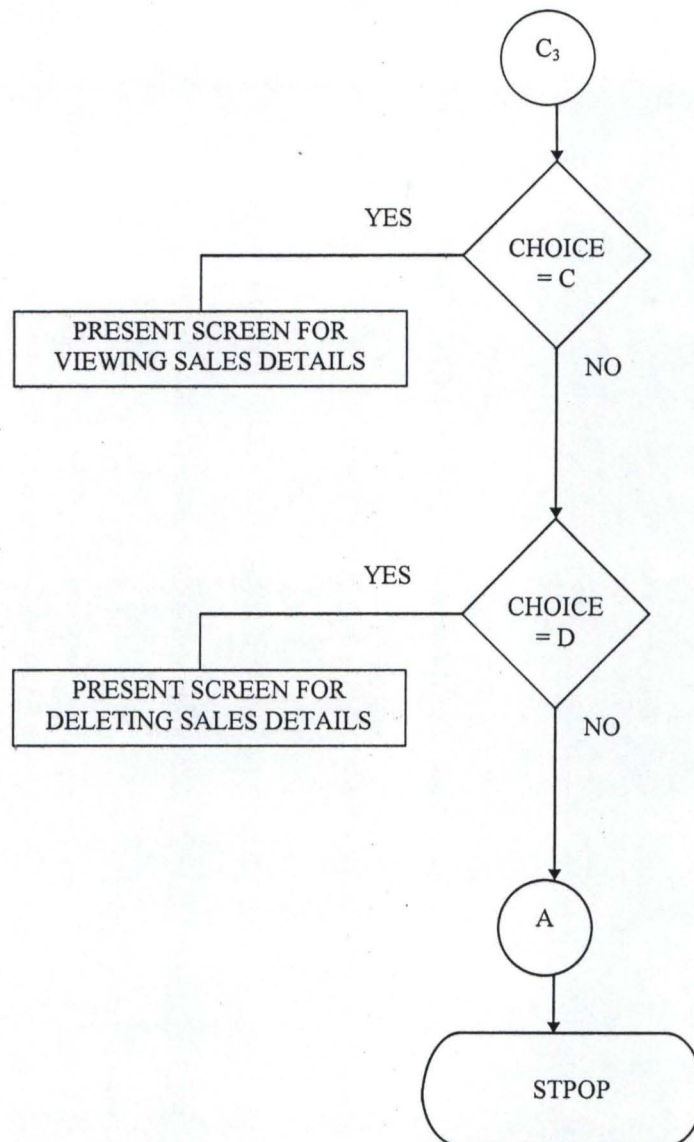 C₃
YES
CHOICE
= C
PRESENT SCREEN FOR
VIEWING SALES DETAILS
NO
YES
CHOICE
= D
PRESENT SCREEN FOR
DELETING SALES DETAILS
NO
A
STPOP